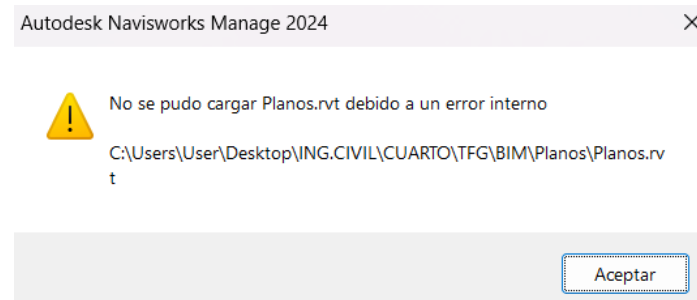 Autodesk Navisworks Manage 2024
No se pudo cargar Planos.rvt debido a un error interno
C:\Users\User\Desktop\ING.CIVIL\CUARTO\TFG\BIM\Planos\Planos.rv
t
Aceptar